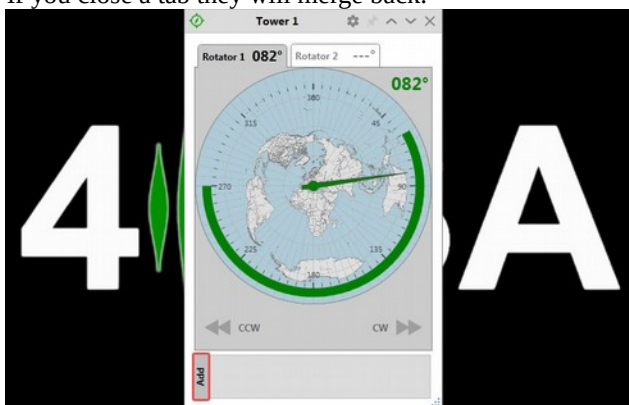 If you close a tab they will merge back.
Tower 1
Rotator 1 082° Rotator 2 ---°
082°
360
315 45
270 90
225 135
180
CCW CW
Add
4 A